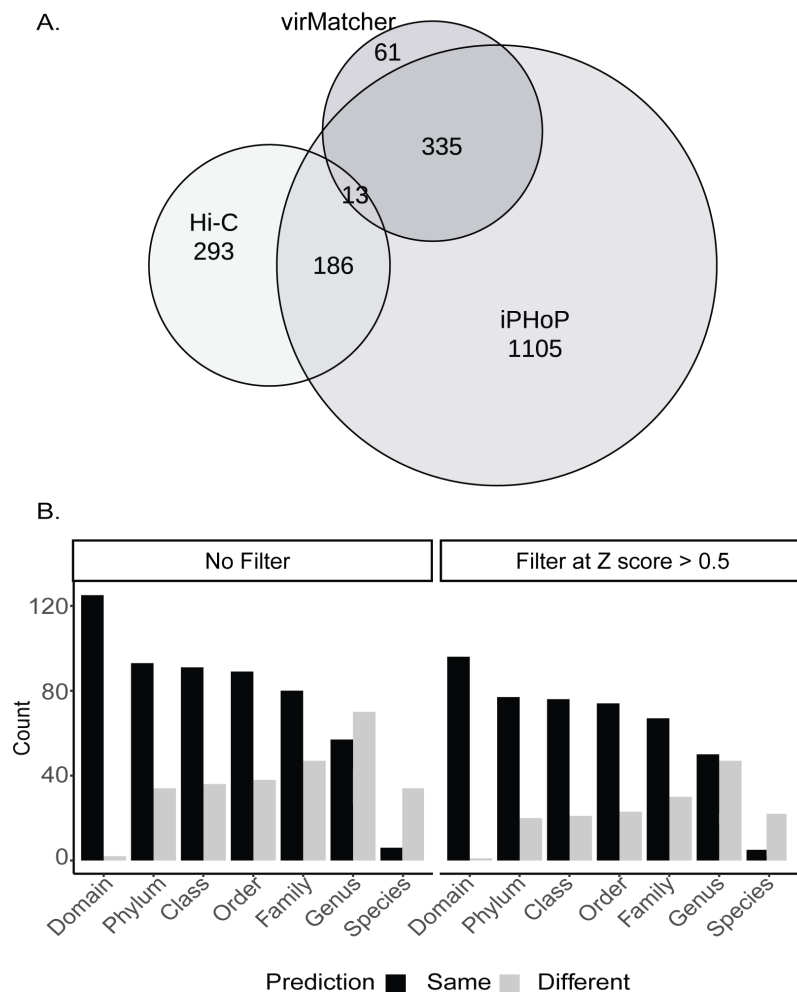 A.
virMatcher
61
335
13
Hi-C
293
186
iPHoP
1105
B.
No Filter
Filter at Z score > 0.5
Count
120
80
40
0
Domain
Phylum
Class
Order
Family
Genus
Species
Domain
Phylum
Class
Order
Family
Genus
Species
Prediction Same Different